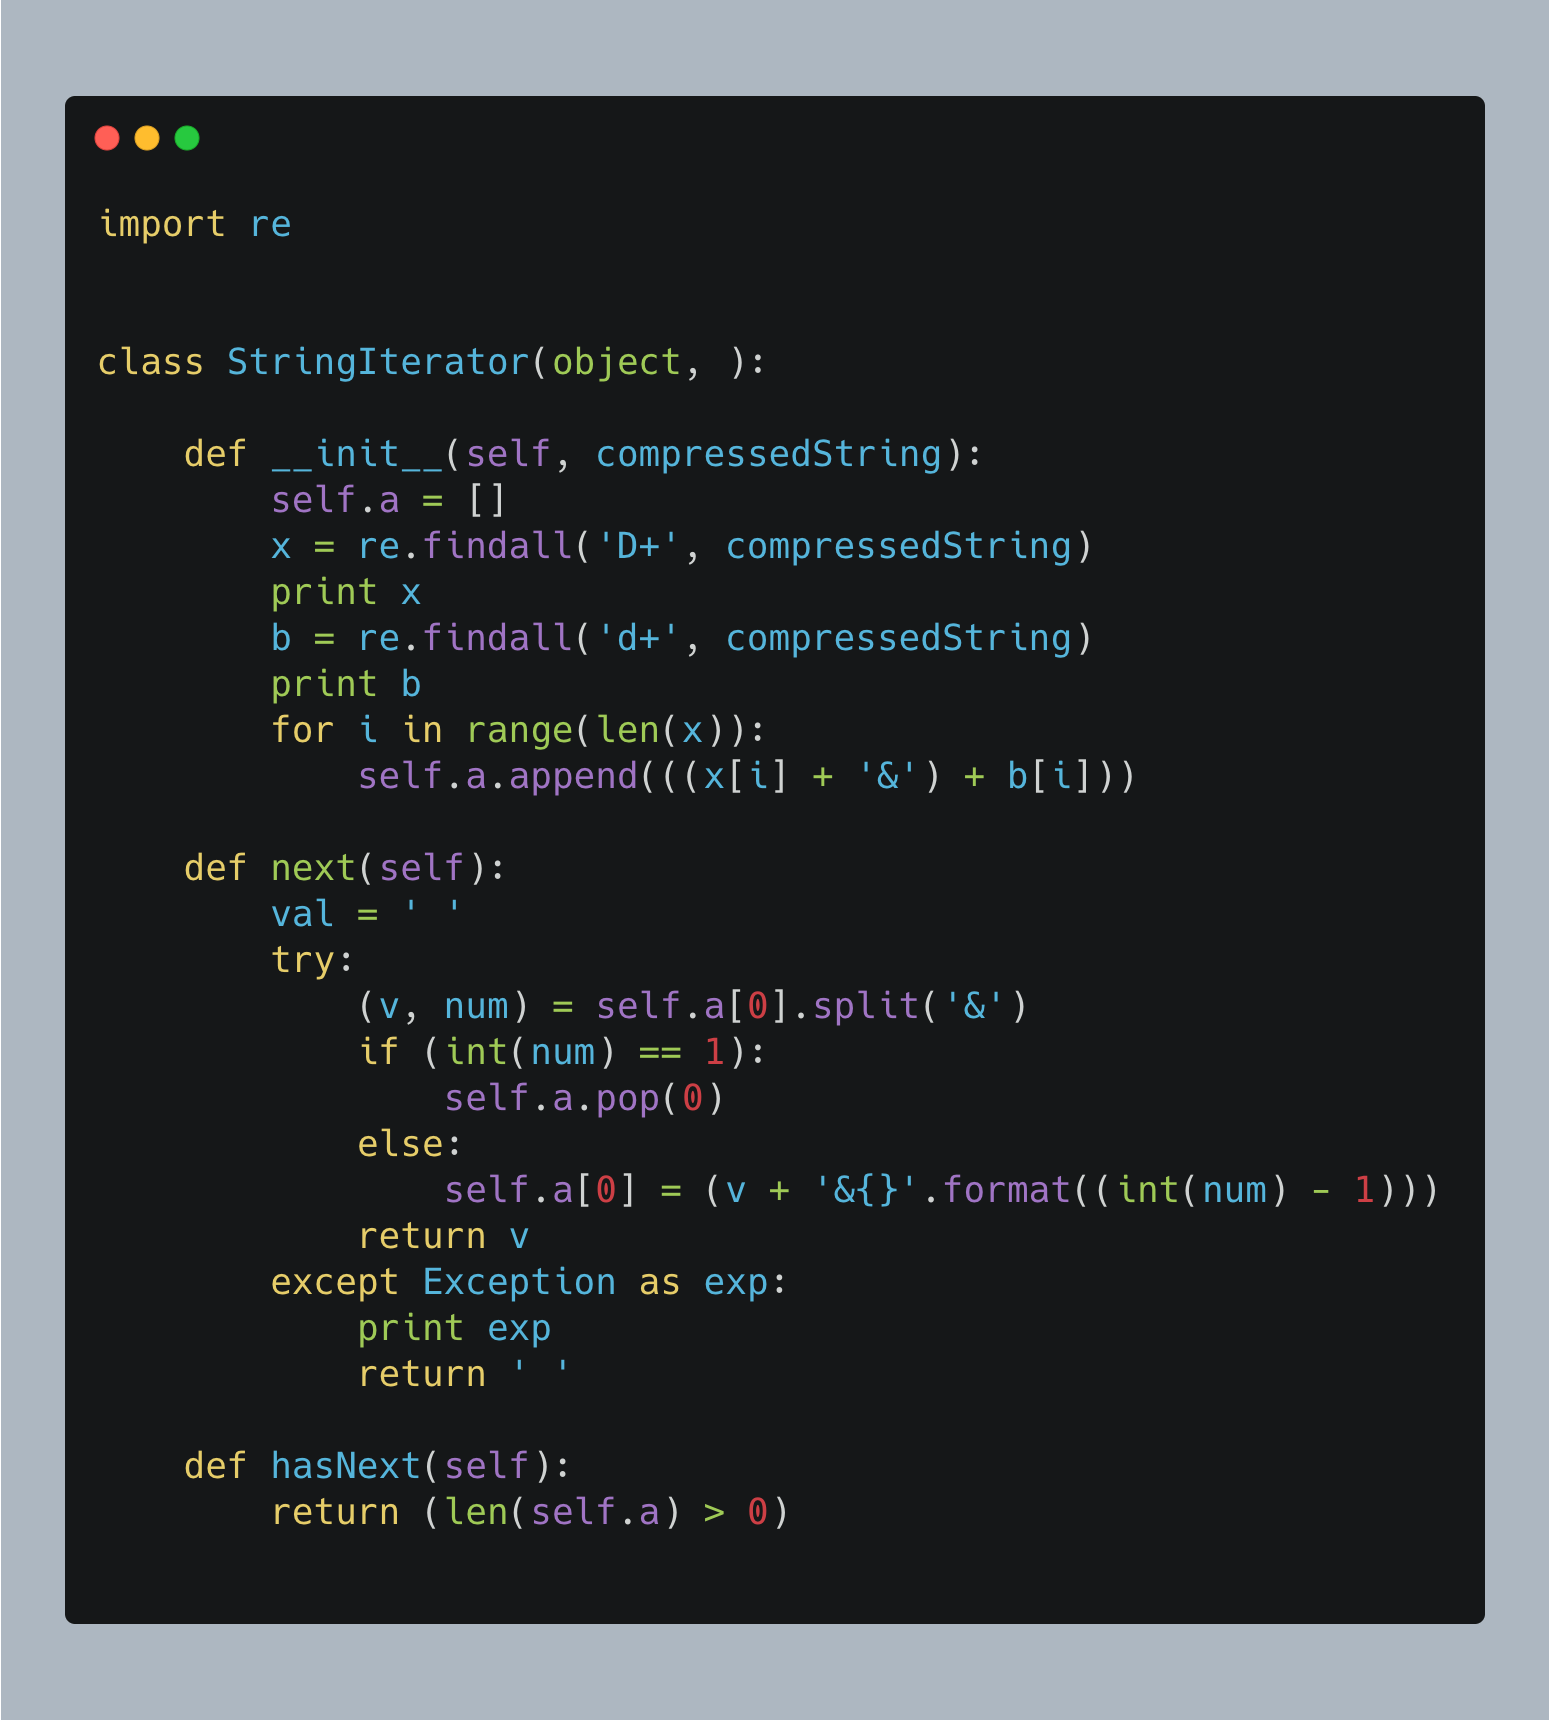 import re
class StringIterator(object, ):
    def __init__(self, compressedString):
        self.a = []
        x = re.findall('D+', compressedString)
        print x
        b = re.findall('d+', compressedString)
        print b
        for i in range(len(x)):
            self.a.append(((x[i] + '&') + b[i]))
    def next(self):
        val = ' '
        try:
            (v, num) = self.a[0].split('&')
            if (int(num) == 1):
                self.a.pop(0)
            else:
                self.a[0] = (v + '&{}'.format((int(num) - 1)))
            return v
        except Exception as exp:
            print exp
            return ' '
    def hasNext(self):
        return (len(self.a) > 0)